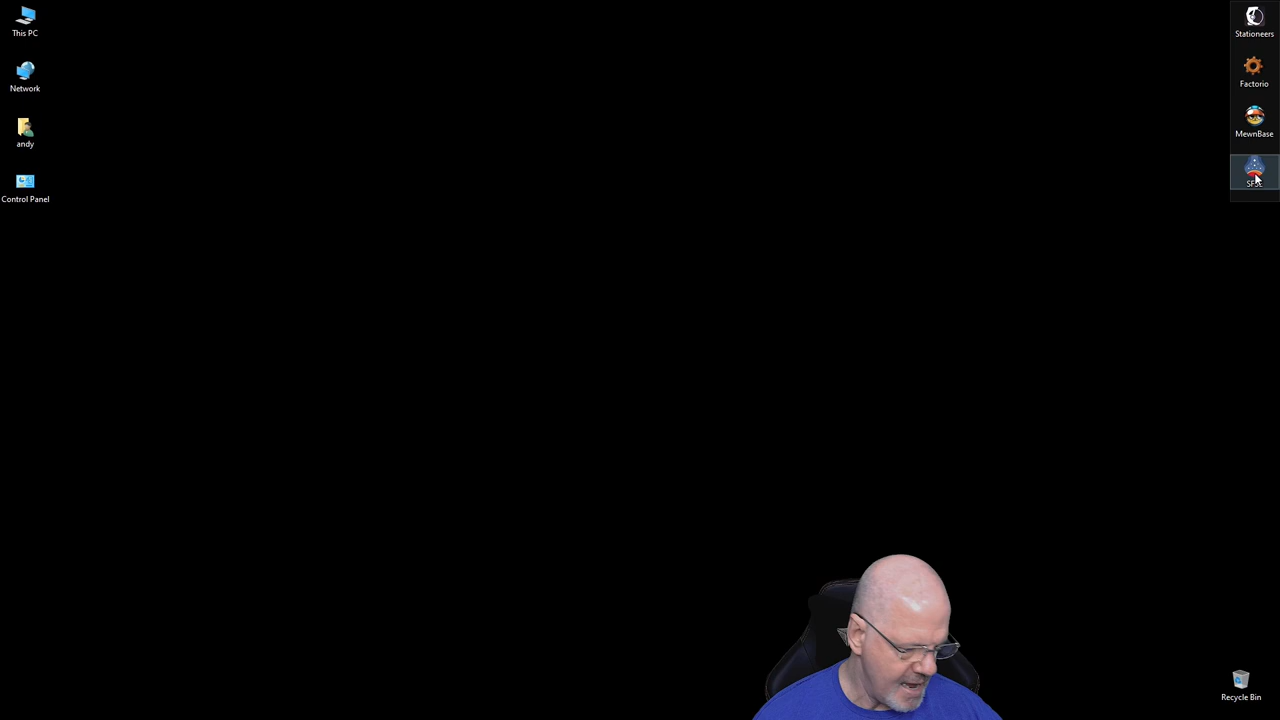 This PC
Network
andy
Control Panel
Stationeers
Factorio
MewnBase
Recycle Bin